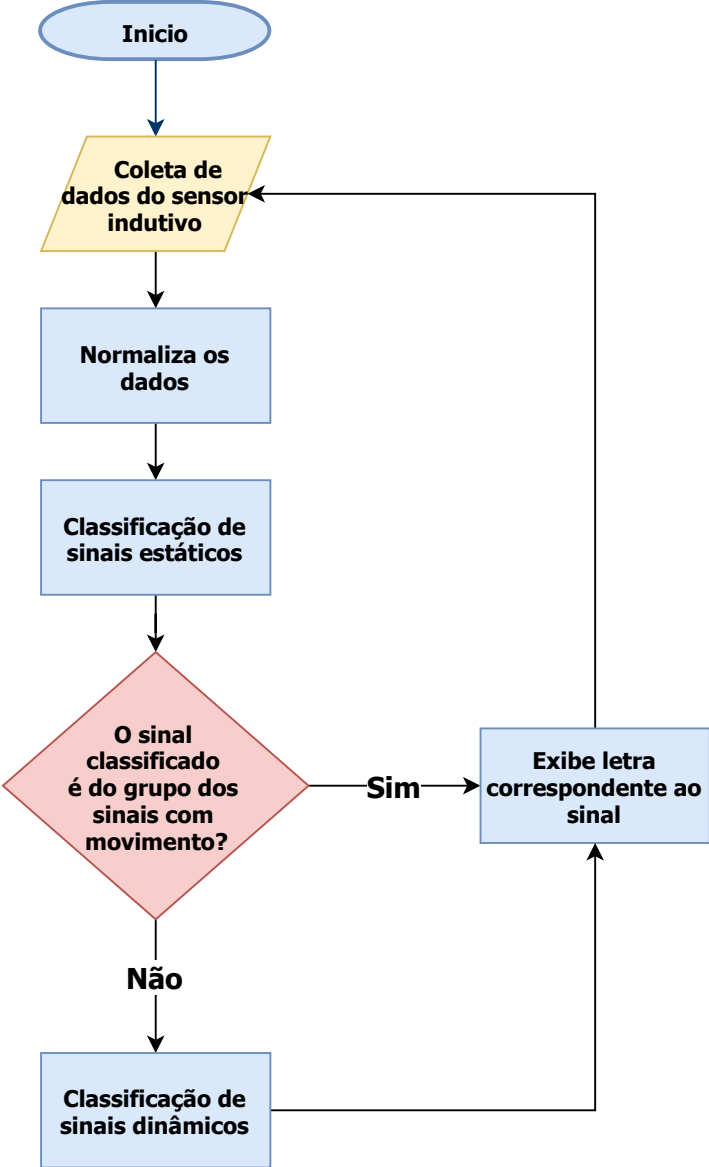 Inicio
Coleta de
dados do sensor
indutivo
Normaliza os
dados
Classificação de
sinais estáticos
O sinal
classificado
é do grupo dos
sinais com
movimento?
Sim
Exibe letra
correspondente ao
sinal
Não
Classificação de
sinais dinâmicos